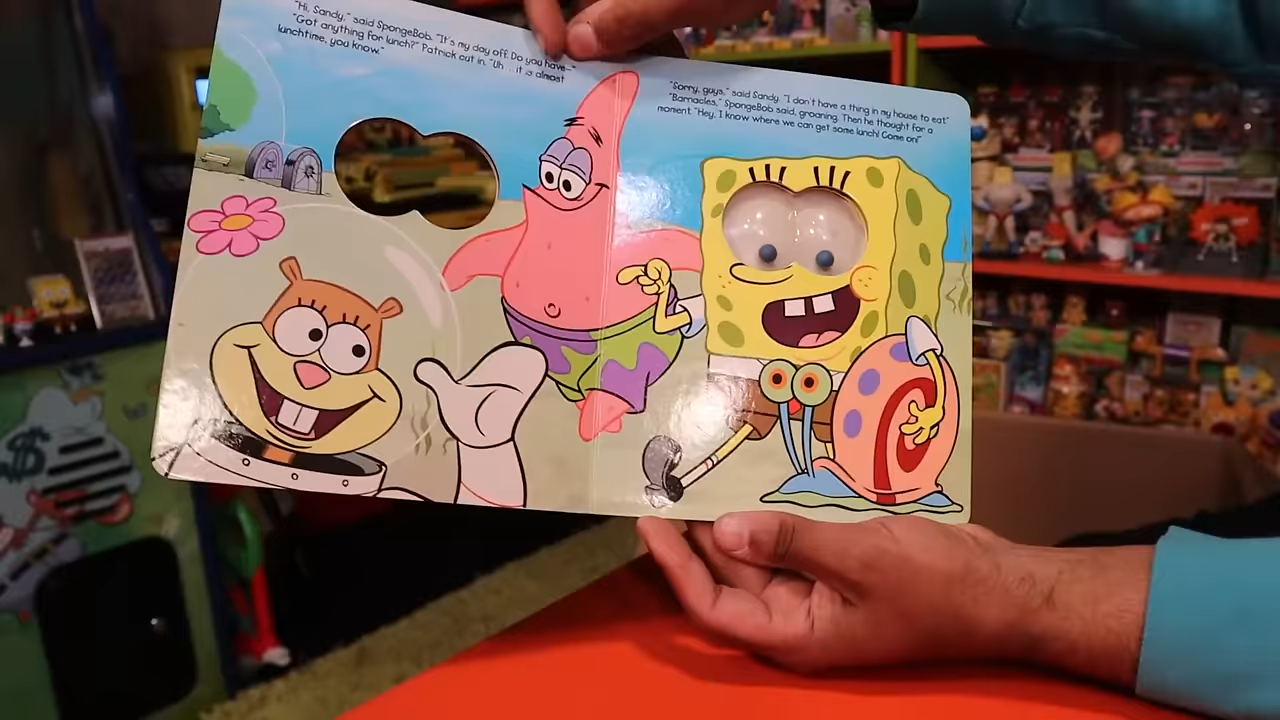 "Hi, Sandy," said SpongeBob. "It's my day off. Do you have—"
"Got anything for lunch?" Patrick cut in. "Uh . . . it is almost
lunchtime, you know."
"Sorry, guys," said Sandy. "I don't have a thing in my house to eat."
"Barnacles," SpongeBob said, groaning. Then he thought for a
moment. "Hey, I know where we can get some lunch! Come on!"
$